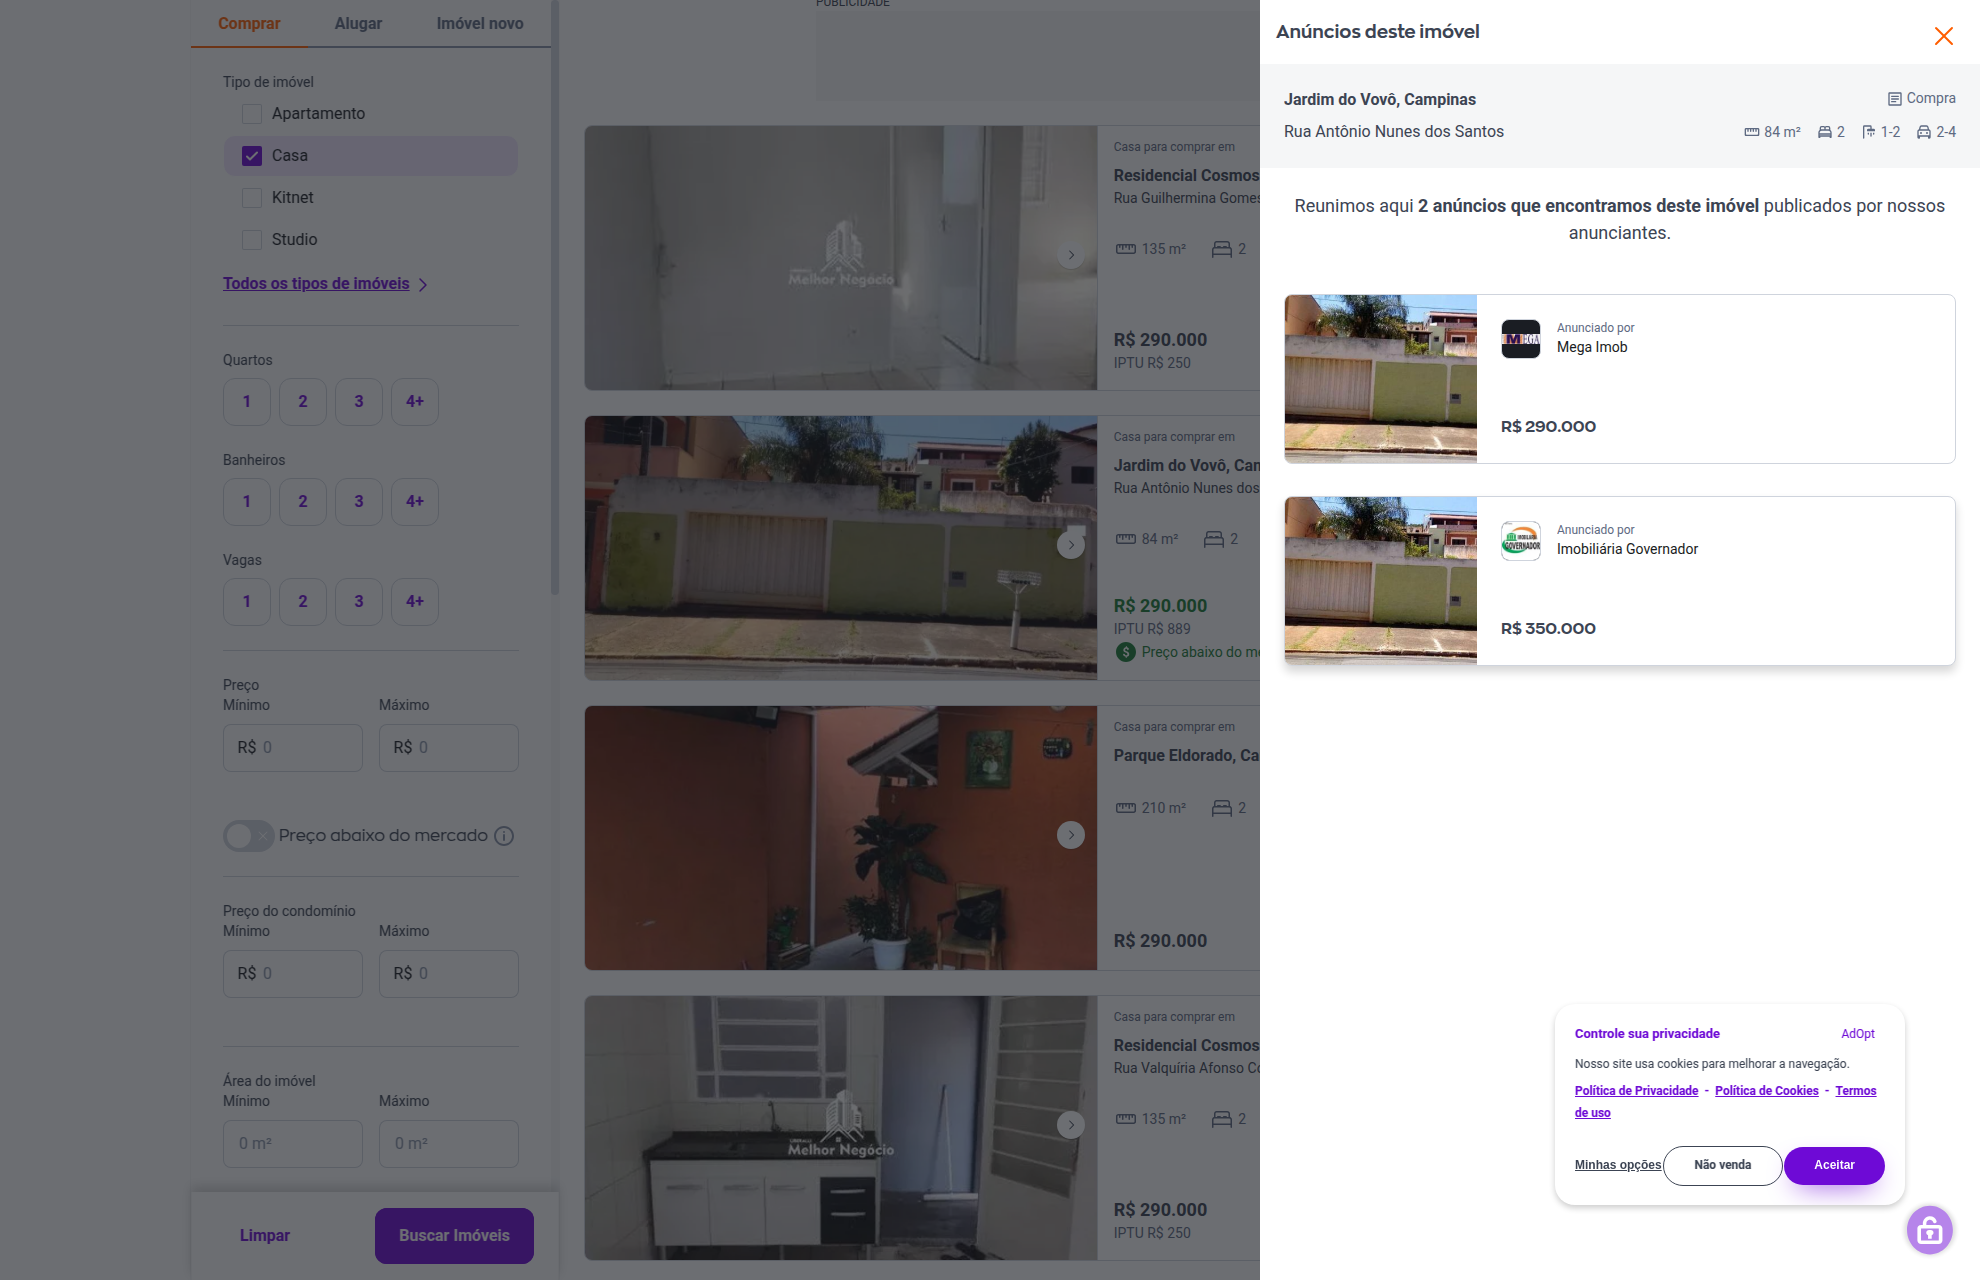 Comprar
Alugar
Imóvel novo
Tipo de imóvel
Apartamento
Casa
Kitnet
Studio
Todos os tipos de imóveis
Quartos
1
2
3
4+
Banheiros
1
2
3
4+
Vagas
1
2
3
4+
Preço
Mínimo
Máximo
R$ 0
R$ 0
Preço abaixo do mercado
Preço do condomínio
Mínimo
Máximo
R$ 0
R$ 0
Área do imóvel
Mínimo
Máximo
0 m²
0 m²
Limpar
Buscar Imóveis
PUBLICIDADE
Melhor Negócio
Casa para comprar em
Residencial Cosmos
Rua Guilhermina Gomes
135 m²
2
R$ 290.000
IPTU R$ 250
Casa para comprar em
Jardim do Vovô,
Rua Antônio Nunes dos
84 m²
2
R$ 290.000
IPTU R$ 889
Preço abaixo do
Casa para comprar em
Parque Eldorado,
210 m²
2
R$ 290.000
Melhor Negócio
Casa para comprar em
Residencial Cosmos
Rua Valquíria Afonso
135 m²
2
R$ 290.000
IPTU R$ 250
Anúncios deste imóvel
Jardim do Vovô, Campinas
Compra
Rua Antônio Nunes dos Santos
84 m²
2
1-2
2-4
Reunimos aqui 2 anúncios que encontramos deste imóvel publicados por nossos
anunciantes.
MEGA
Anunciado por
Mega Imob
R$ 290.000
GOVERNADOR
Anunciado por
Imobiliária Governador
R$ 350.000
Controle sua privacidade
AdOpt
Nosso site usa cookies para melhorar a navegação.
Política de Privacidade - Política de Cookies - Termos
de uso
Minhas opções
Não venda
Aceitar